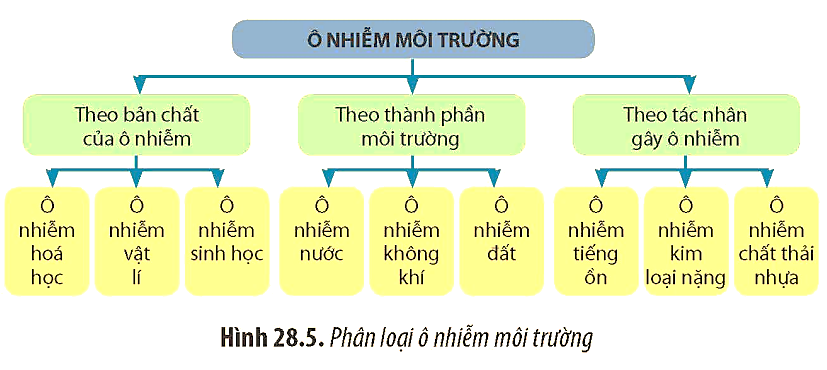 Ô NHIỄM MÔI TRƯỜNG
Theo bản chất
của ô nhiễm
Theo thành phần
môi trường
Theo tác nhân
gây ô nhiễm
Ô
nhiễm
hoá
học
Ô
nhiễm
vật
lí
Ô
nhiễm
sinh học
Ô
nhiễm
nước
Ô
nhiễm
không
khí
Ô
nhiễm
đất
Ô
nhiễm
tiếng
ồn
Ô
nhiễm
kim
loại nặng
Ô
nhiễm
chất thải
nhựa
Hình 28.5. Phân loại ô nhiễm môi trường